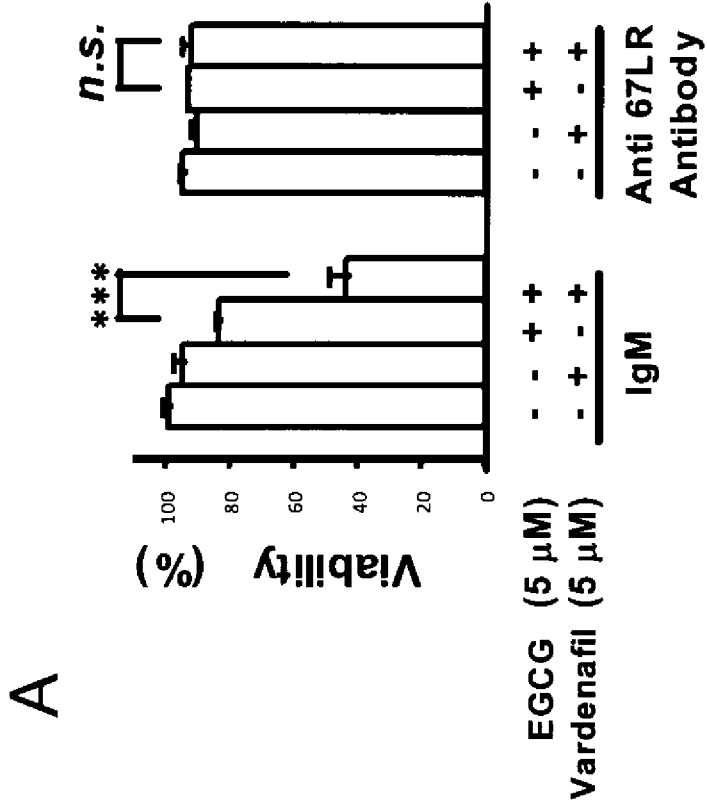 A
*** n.s.
Viability (%)
100
80
60
40
20
0
EGCG (5 µM) - - + + - - + +
Vardenafil (5 µM) - + - + - + - +
IgM
Anti 67LR
Antibody